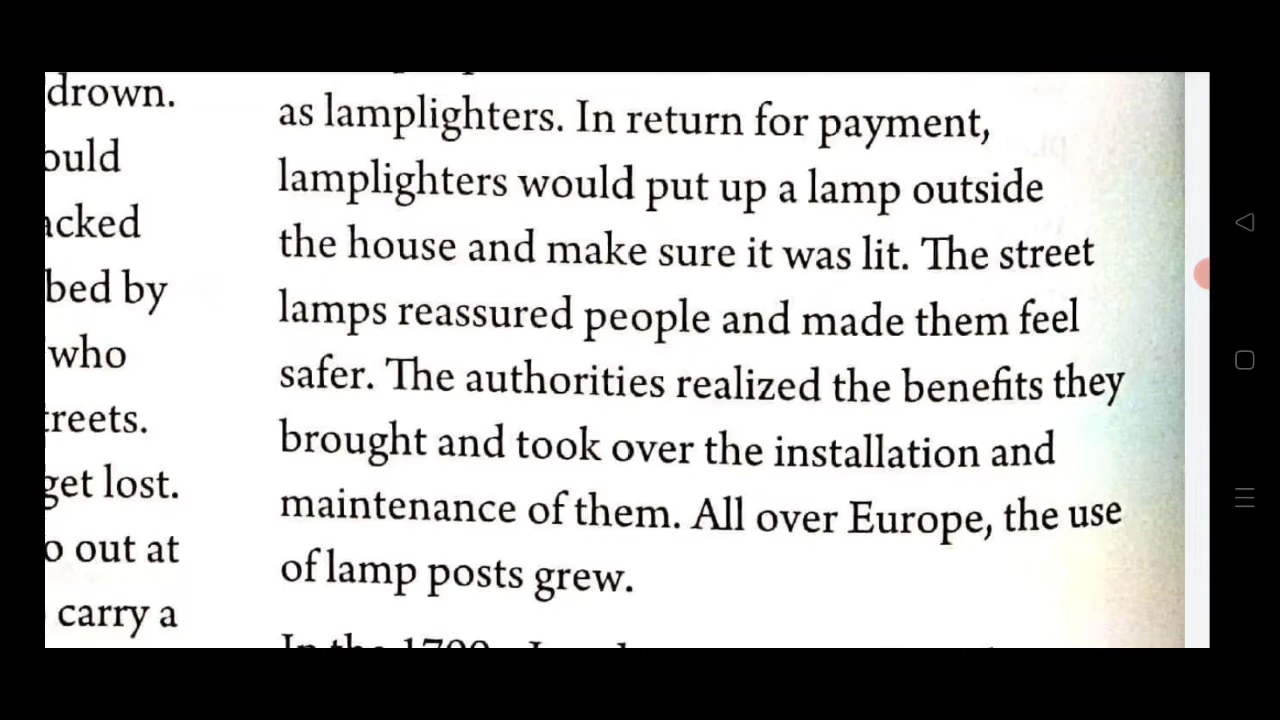 drown.
acked
bed by
who
get lost.
out at
carry a
as lamplighters. In return for payment,
lamplighters would put up a lamp outside
the house and make sure it was lit. The street
lamps reassured people and made them feel
safer. The authorities realized the benefits they
brought and took over the installation and
maintenance of them. All over Europe, the use
of lamp posts grew.
In the